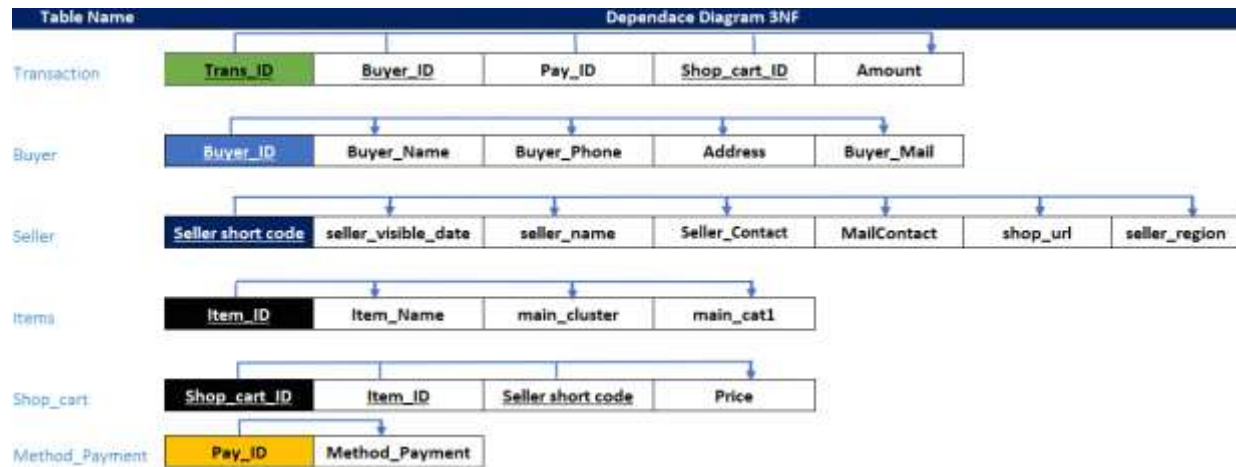 Table Name Dependace Diagram 3NF
Transaction Trans_ID Buyer_ID Pay_ID Shop_cart_ID Amount
Buyer Buyer_ID Buyer_Name Buyer_Phone Address Buyer_Mail
Seller Seller short code seller_visible_date seller_name Seller_Contact MailContact shop_url seller_region
Items Item_ID Item_Name main_cluster main_cat1
Shop_cart Shop_cart_ID Item_ID Seller short code Price
Method_Payment Pay_ID Method_Payment